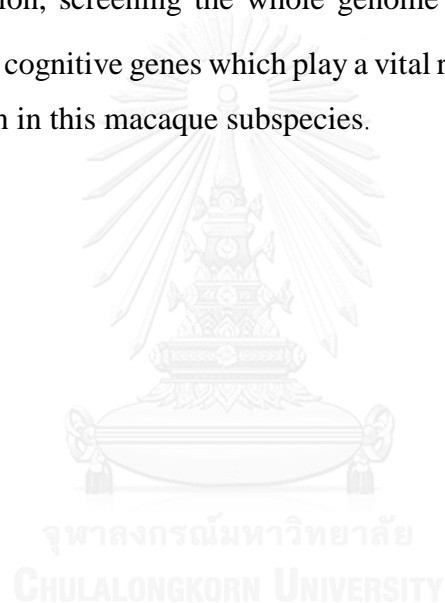 ion, screening the whole genome
cognitive genes which play a vital
n in this macaque subspecies.
จุฬาลงกรณ์มหาวิทยาลัย
CHULALONGKORN UNIVERSITY